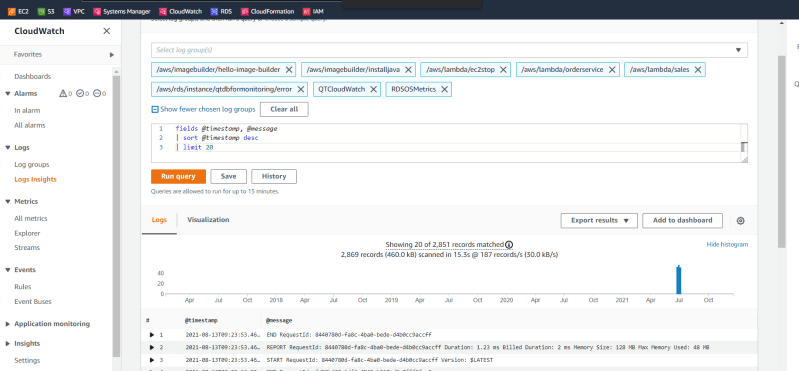 EC2 S3 VPC Systems Manager CloudWatch RDS CloudFormation IAM
CloudWatch
Favorites
Dashboards
Alarms 0 0 0
In alarm
All alarms
Logs
Log groups
Logs Insights
Metrics
All metrics
Explorer
Streams
Events
Rules
Event Buses
Application monitoring
Insights
Settings
Select log group(s)
/aws/imagebuilder/hello-image-builder /aws/imagebuilder/installjava /aws/lambda/ec2stop /aws/lambda/orderservice /aws/lambda/sales
/aws/rds/instance/qtdbformonitoring/error QTCloudWatch RDSOSMetrics
Show fewer chosen log groups Clear all
1 fields @timestamp, @message
2 | sort @timestamp desc
3 | limit 20
Run query Save History
Queries are allowed to run for up to 15 minutes.
Logs Visualization Export results Add to dashboard
Showing 20 of 2,851 records matched
Hide histogram
2,869 records (460.0 kB) scanned in 15.3s @ 187 records/s (30.0 kB/s)
40
20
0
Apr Jul Oct 2018 Apr Jul Oct 2019 Apr Jul Oct 2020 Apr Jul Oct 2021 Apr Jul Oct
# @timestamp @message
1 2021-08-13T09:23:53.46… END RequestId: 8440780d-fa8c-4ba0-bede-d4b0cc9accff
2 2021-08-13T09:23:53.46… REPORT RequestId: 8440780d-fa8c-4ba0-bede-d4b0cc9accff Duration: 1.23 ms Billed Duration: 2 ms Memory Size: 128 MB Max Memory Used: 48 MB
3 2021-08-13T09:23:53.46… START RequestId: 8440780d-fa8c-4ba0-bede-d4b0cc9accff Version: $LATEST